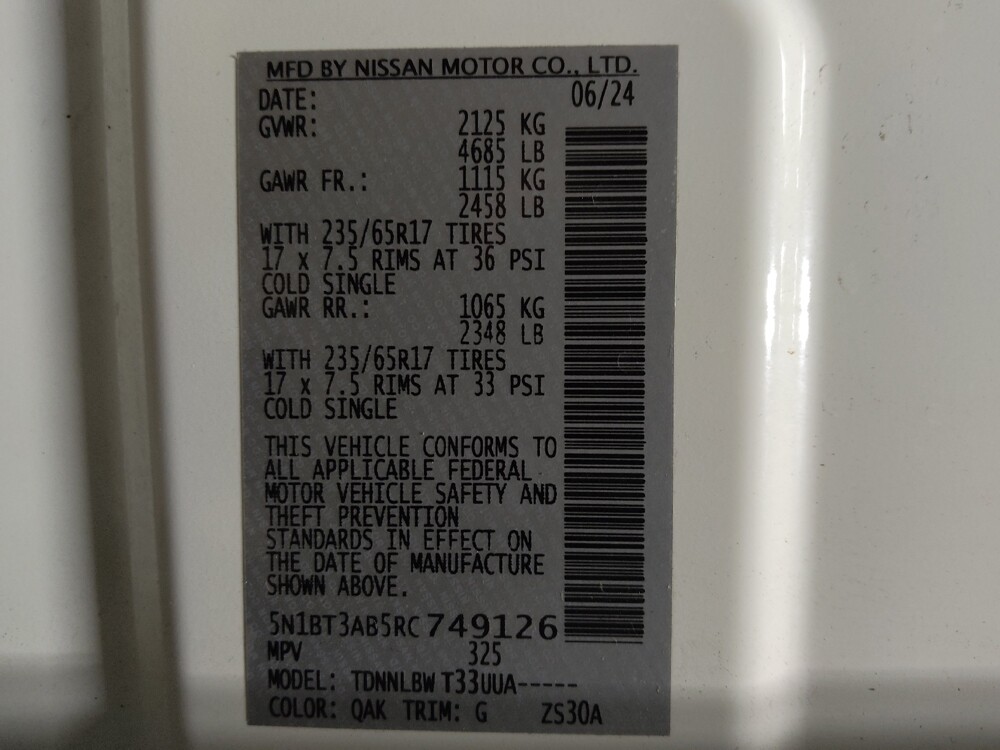 MFD BY NISSAN MOTOR CO., LTD.
DATE: 06/24
GVWR: 2125 KG
4685 LB
GAWR FR.: 1115 KG
2458 LB
WITH 235/65R17 TIRES
17 x 7.5 RIMS AT 36 PSI
COLD SINGLE
GAWR RR.: 1065 KG
2348 LB
WITH 235/65R17 TIRES
17 x 7.5 RIMS AT 33 PSI
COLD SINGLE
THIS VEHICLE CONFORMS TO
ALL APPLICABLE FEDERAL
MOTOR VEHICLE SAFETY AND
THEFT PREVENTION
STANDARDS IN EFFECT ON
THE DATE OF MANUFACTURE
SHOWN ABOVE.
5N1BT3AB5RC749126
MPV 325
MODEL: TDNNLBW T33UUA-----
COLOR: QAK TRIM: G ZS30A